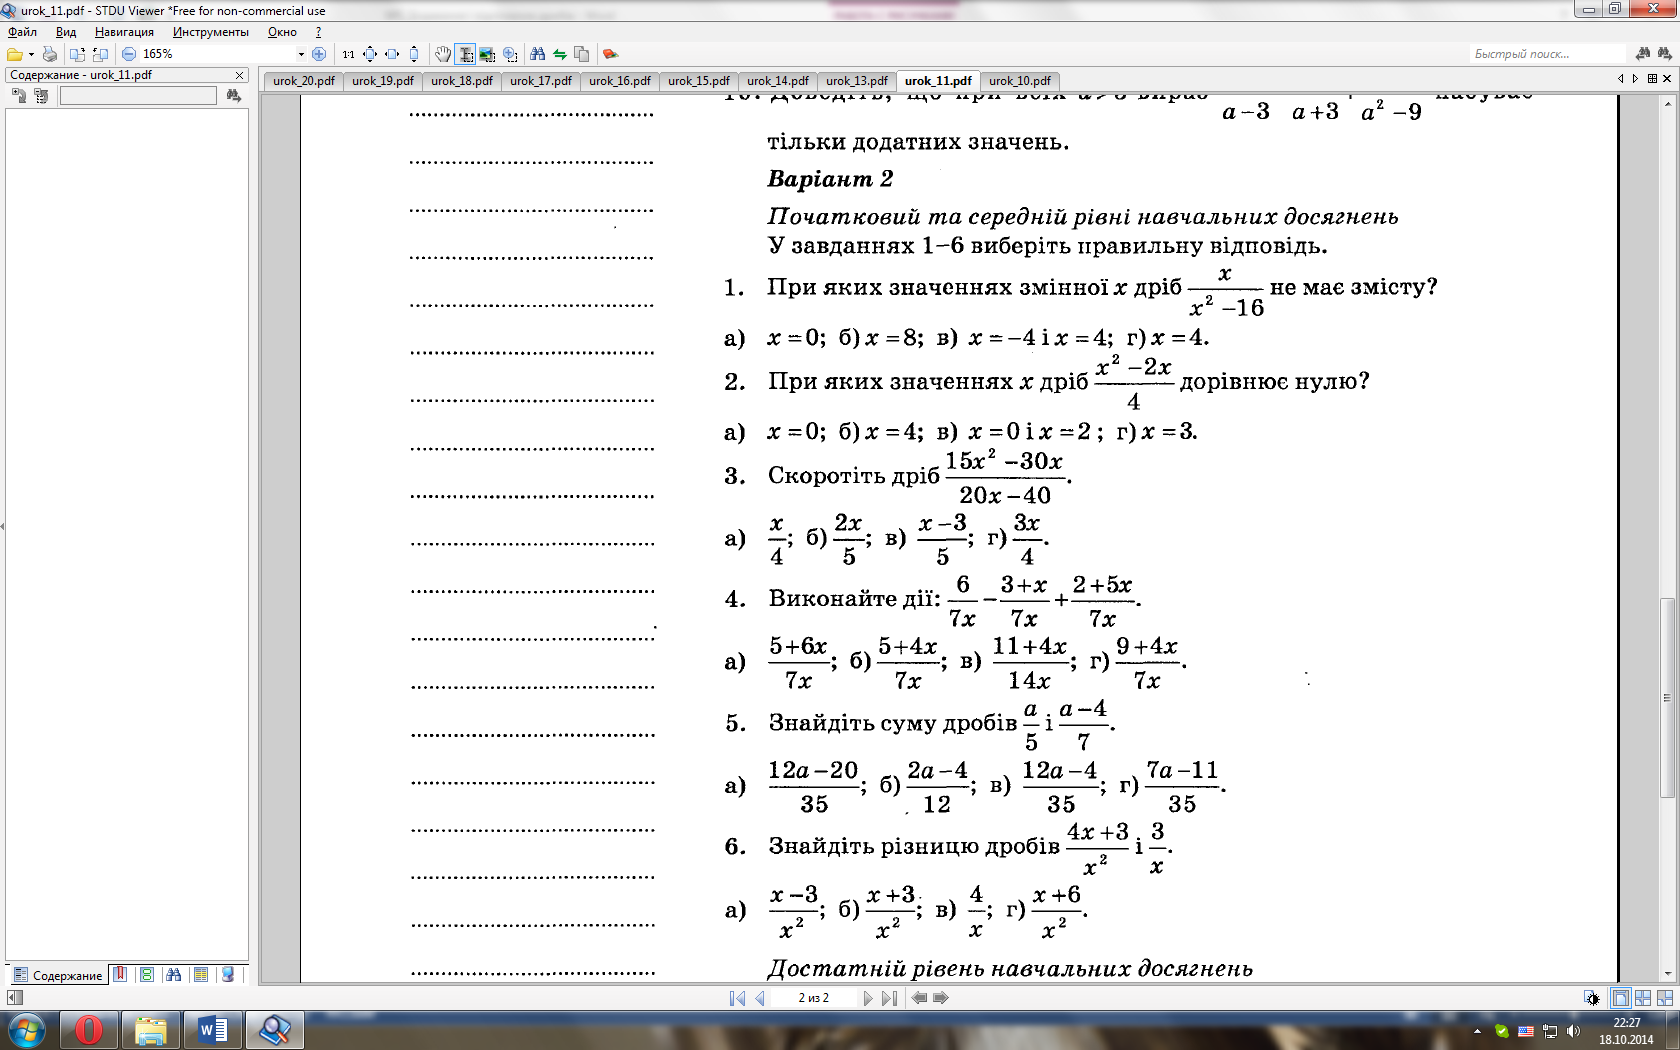 urok_11.pdf - STDU Viewer *Free for non-commercial use
Файл Вид Навигация Инструменты Окно ?
165% 1:1 Быстрый поиск...
Содержание - urok_11.pdf
urok_20.pdf urok_19.pdf urok_18.pdf urok_17.pdf urok_16.pdf urok_15.pdf urok_14.pdf urok_13.pdf urok_11.pdf urok_10.pdf
a-3 a+3 a² -9
тільки додатних значень.
Варіант 2
Початковий та середній рівні навчальних досягнень
У завданнях 1–6 виберіть правильну відповідь.
1. При яких значеннях змінної x дріб x/(x² -16) не має змісту?
а) x=0; б) x=8; в) x=-4 і x=4; г) x=4.
2. При яких значеннях x дріб (x² -2x)/4 дорівнює нулю?
а) x=0; б) x=4; в) x=0 і x=2; г) x=3.
3. Скоротіть дріб (15x² -30x)/(20x-40).
а) x/4; б) 2x/5; в) (x-3)/5; г) 3x/4.
4. Виконайте дії: 6/7x - (3+x)/7x + (2+5x)/7x.
а) (5+6x)/7x; б) (5+4x)/7x; в) (11+4x)/14x; г) (9+4x)/7x.
5. Знайдіть суму дробів a/5 і (a-4)/7.
а) (12a-20)/35; б) (2a-4)/12; в) (12a-4)/35; г) (7a-11)/35.
6. Знайдіть різницю дробів (4x+3)/x² і 3/x.
а) (x-3)/x²; б) (x+3)/x²; в) 4/x; г) (x+6)/x².
Достатній рівень навчальних досягнень
Содержание
2 из 2
22:27
18.10.2014